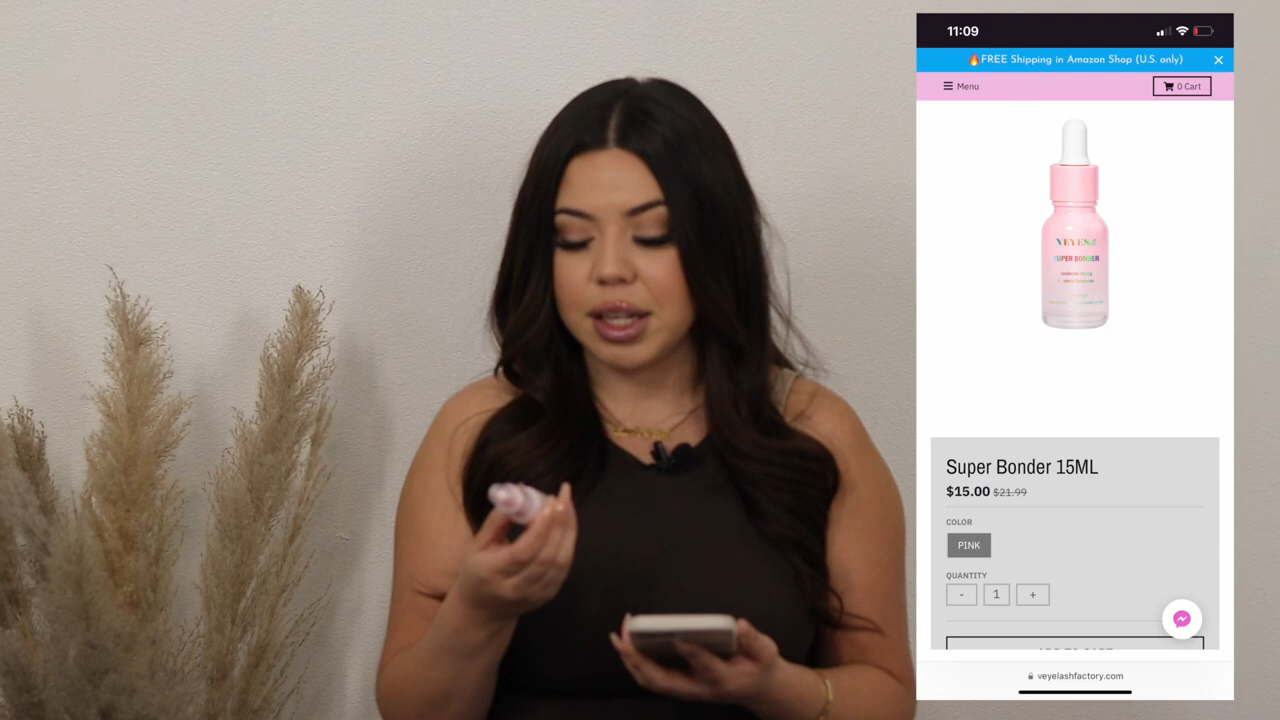 11:09
🔥FREE Shipping in Amazon Shop (U.S. only)
Menu
0 Cart
VEYES
SUPER BONDER
Super Bonder 15ML
$15.00 $21.99
COLOR
PINK
QUANTITY
- 1 +
veyelashfactory.com